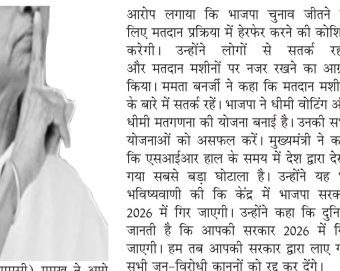 आरोप लगाया कि भाजपा चुनाव जीतने
लिए मतदान प्रक्रिया में हेरफेर करने की
करेगी। उन्होंने लोगों से सतर्क
और मतदान मशीनों पर नजर रखने का
किया। ममता बनर्जी ने कहा कि मतदान
के बारे में सतर्क रहें। भाजपा ने धीमी वोटिंग
धीमी मतगणना की योजना बनाई है। उनकी
योजनाओं को असफल करें। मुख्यमंत्री ने
कि एसआईआर हाल के समय में देश द्वारा
गया सबसे बड़ा घोटाला है। उन्होंने यह
भविष्यवाणी की कि केंद्र में भाजपा
2026 में गिर जाएगी। उन्होंने कहा कि
जानती है कि आपकी सरकार 2026 में
जाएगी। हम तब आपकी सरकार द्वारा लाए
प्रमुख ने आगे
सभी जन-विरोधी कानूनों को रद्द कर देंगे।